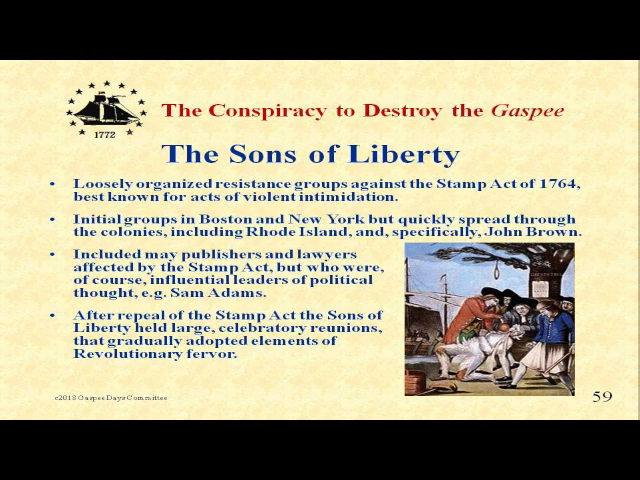 1772
The Conspiracy to Destroy the Gaspee
The Sons of Liberty
• Loosely organized resistance groups against the Stamp Act of 1764,
best known for acts of violent intimidation.
• Initial groups in Boston and New York but quickly spread through
the colonies, including Rhode Island, and, specifically, John Brown.
• Included may publishers and lawyers
affected by the Stamp Act, but who were,
of course, influential leaders of political
thought, e.g. Sam Adams.
• After repeal of the Stamp Act the Sons of
Liberty held large, celebratory reunions,
that gradually adopted elements of
Revolutionary fervor.
c2018 Gaspee Days Committee
59